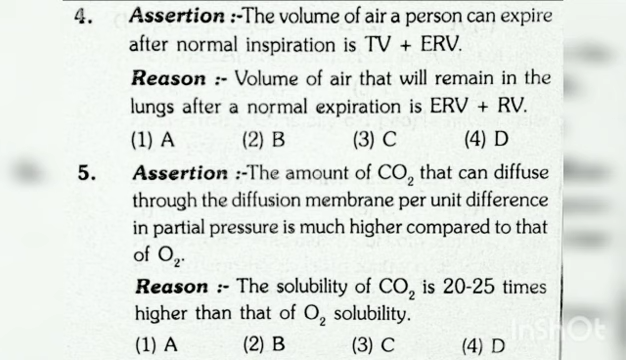 4. Assertion :-The volume of air a person can expire
after normal inspiration is TV + ERV.
Reason :- Volume of air that will remain in the
lungs after a normal expiration is ERV + RV.
(1) A (2) B (3) C (4) D
5. Assertion :-The amount of CO₂ that can diffuse
through the diffusion membrane per unit difference
in partial pressure is much higher compared to that
of O₂.
Reason :- The solubility of CO₂ is 20-25 times
higher than that of O₂ solubility.
InShOt
(1) A (2) B (3) C (4) D